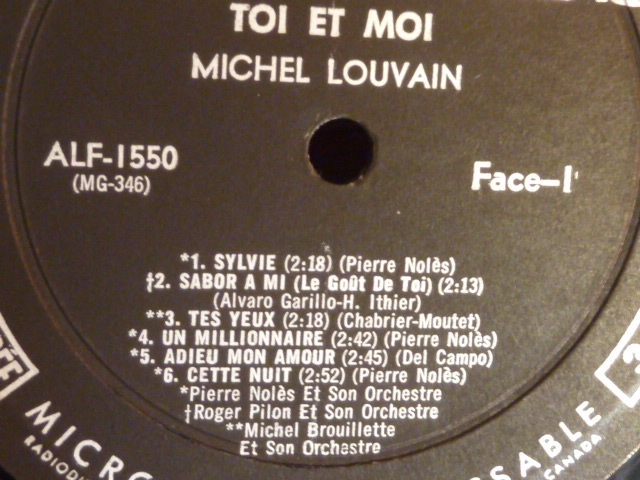 TOI ET MOI
MICHEL LOUVAIN
ALF-1550
(MG-346)
Face-1
*1. SYLVIE (2:18) (Pierre Nolès)
†2. SABOR A MI (Le Goût De Toi) (2:13)
(Alvaro Garillo-H. Ithier)
**3. TES YEUX (2:18) (Chabrier-Moutet)
*4. UN MILLIONNAIRE (2:42) (Pierre Nolès)
*5. ADIEU MON AMOUR (2:45) (Del Campo)
*6. CETTE NUIT (2:52) (Pierre Nolès)
*Pierre Nolès Et Son Orchestre
†Roger Pilon Et Son Orchestre
**Michel Brouillette
Et Son Orchestre
CANADA